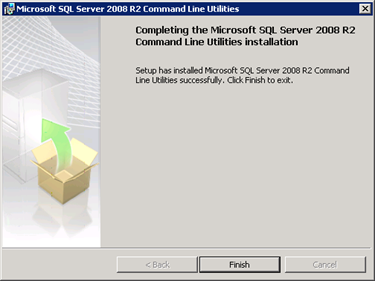 Microsoft SQL Server 2008 R2 Command Line Utilities
Completing the Microsoft SQL Server 2008 R2
Command Line Utilities installation
Setup has installed Microsoft SQL Server 2008 R2 Command
Line Utilities successfully. Click Finish to exit.
< Back
Finish
Cancel